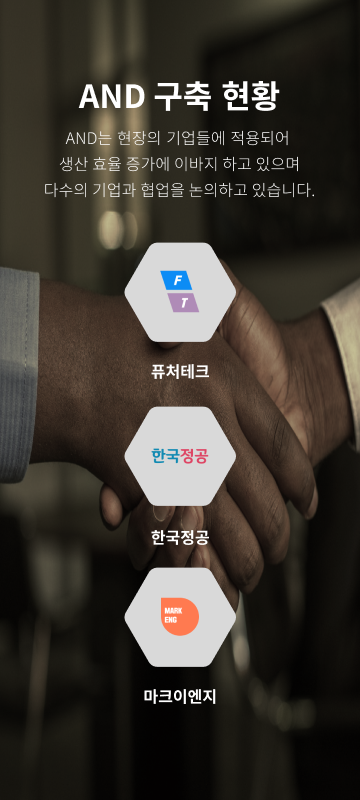 AND 구축 현황
AND는 현장의 기업들에 적용되어
생산 효율 증가에 이바지 하고 있으며
다수의 기업과 협업을 논의하고 있습니다.
F
T
퓨처테크
한국정공
한국정공
MARK
ENG
마크이엔지